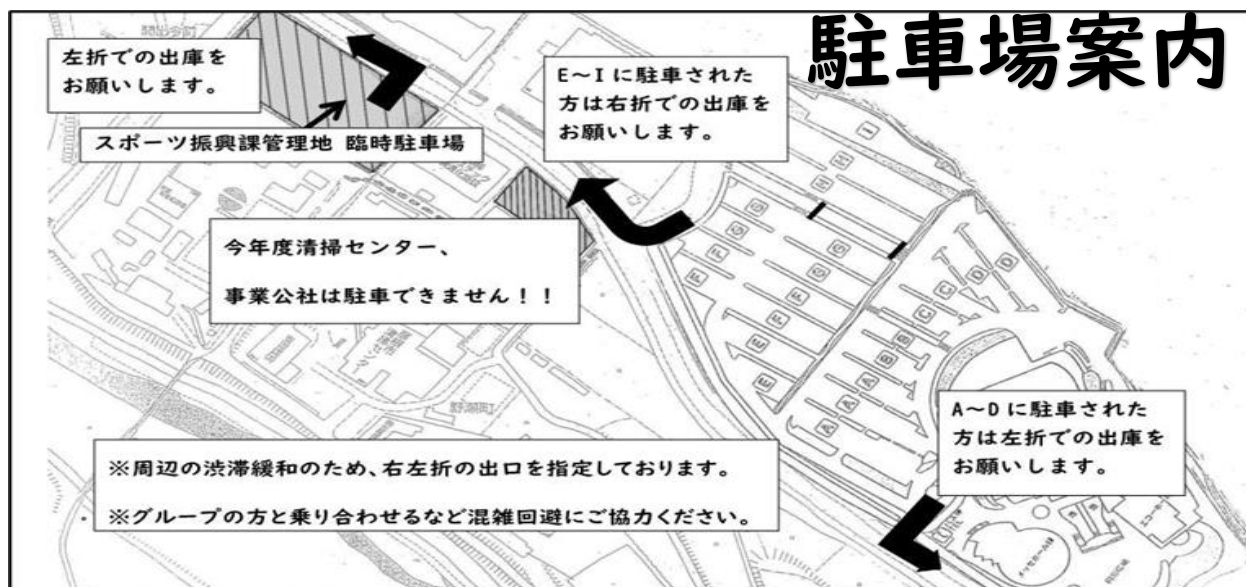 駐車場案内
左折での出庫を
お願いします。
スポーツ振興課管理地 臨時駐車場
E～Iに駐車された
方は右折での出庫を
お願いします。
今年度清掃センター、
事業公社は駐車できません！！
I
H
H
G
G
G
G
F
F
F
F
E
E
D
D
C
C
B
B
A
A
A
野瀬町
A～Dに駐車された
方は左折での出庫を
お願いします。
※周辺の渋滞緩和のため、右左折の出口を指定しております。
※グループの方と乗り合わせるなど混雑回避にご協力ください。